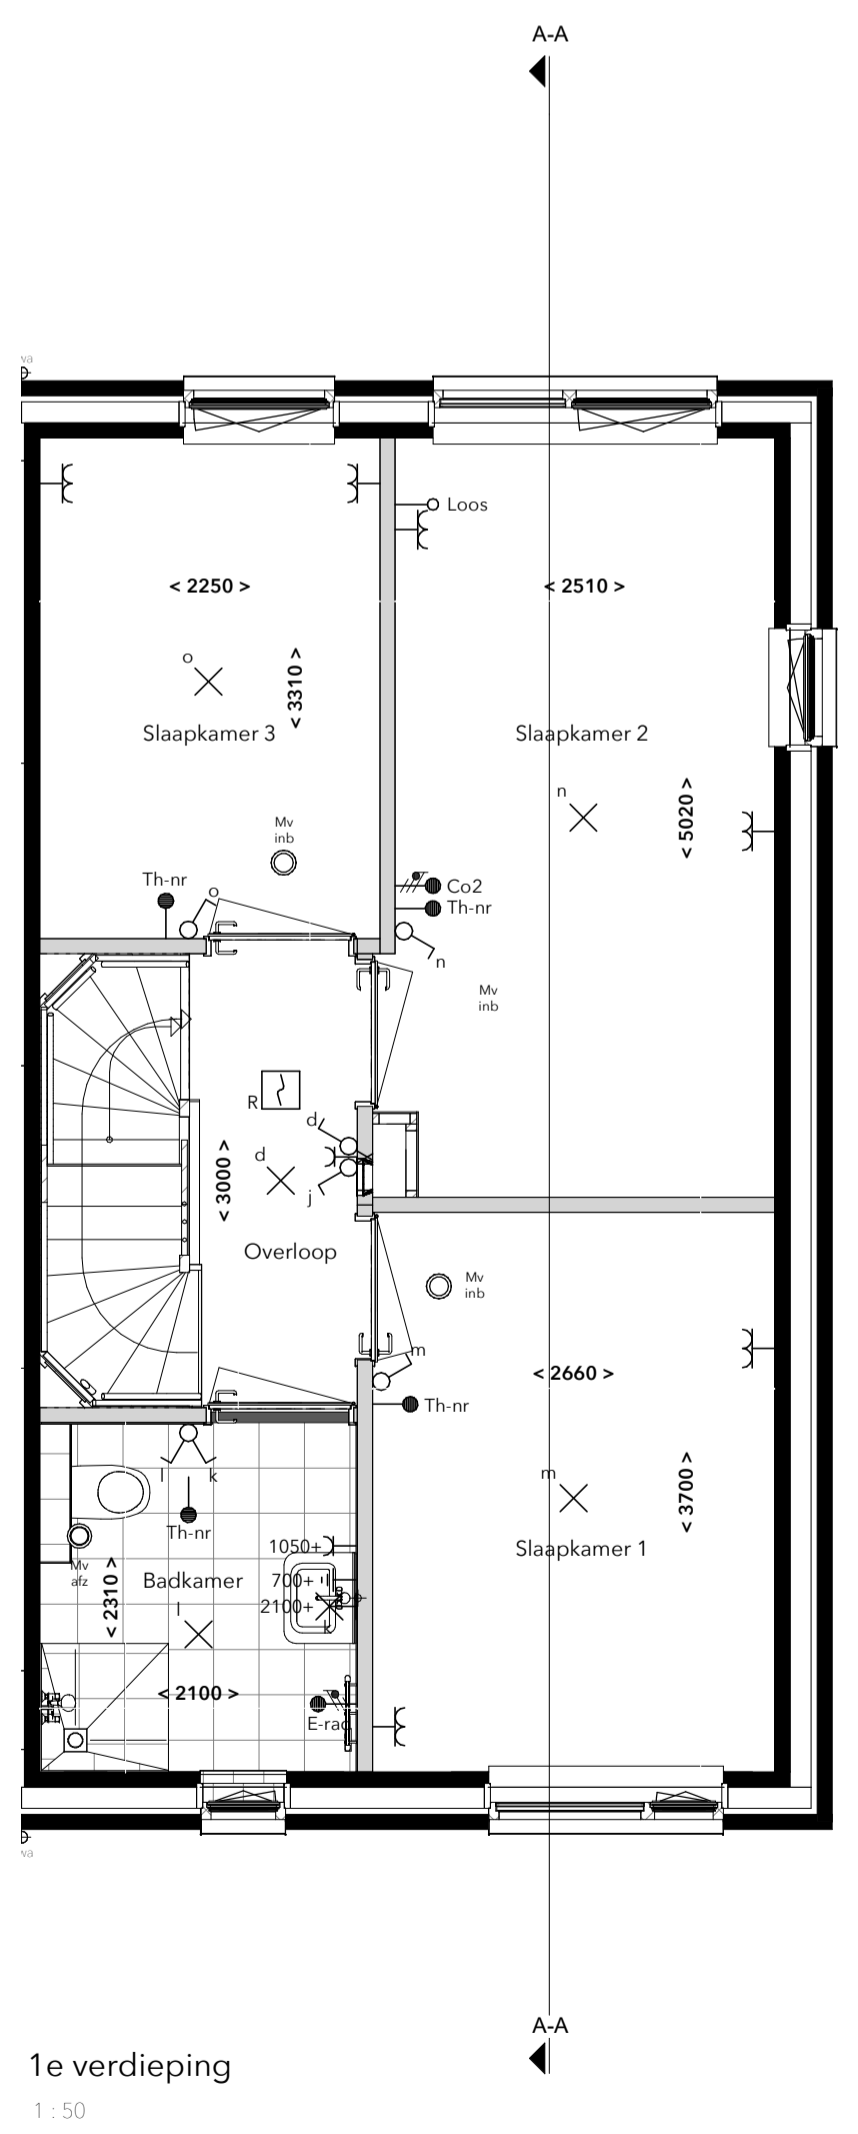 A-A
wa
Loos
< 2250 >
< 2510 >
o
< 3310 >
Slaapkamer 3
Slaapkamer 2
n
< 5020 >
Mv
inb
Th-nr
o
Co2
Th-nr
n
Mv
inb
R
d
d
< 3000 >
j
Overloop
Mv
inb
m
< 2660 >
Th-nr
l
k
m
< 3700 >
Th-nr
1050+
Slaapkamer 1
Mv
afz
< 2310 >
Badkamer
700+
l
2100+
k
< 2100 >
E-rad
wa
A-A
1e verdieping
1 : 50